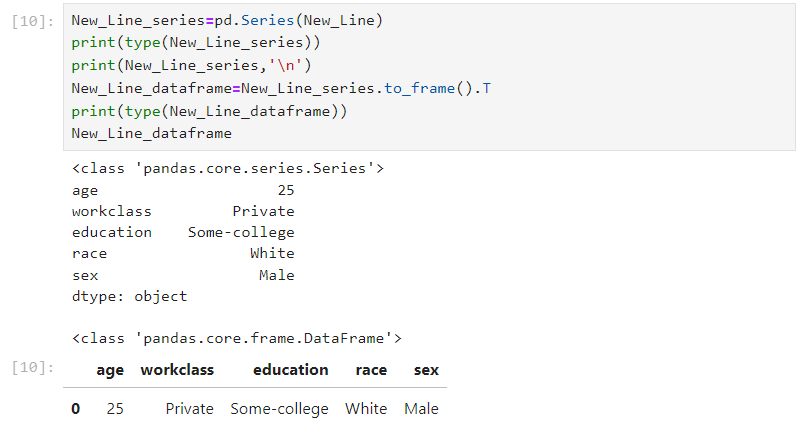 [10]: New_Line_series=pd.Series(New_Line)
print(type(New_Line_series))
print(New_Line_series,'\n')
New_Line_dataframe=New_Line_series.to_frame().T
print(type(New_Line_dataframe))
New_Line_dataframe
<class 'pandas.core.series.Series'>
age 25
workclass Private
education Some-college
race White
sex Male
dtype: object
<class 'pandas.core.frame.DataFrame'>
[10]: age workclass education race sex
0 25 Private Some-college White Male